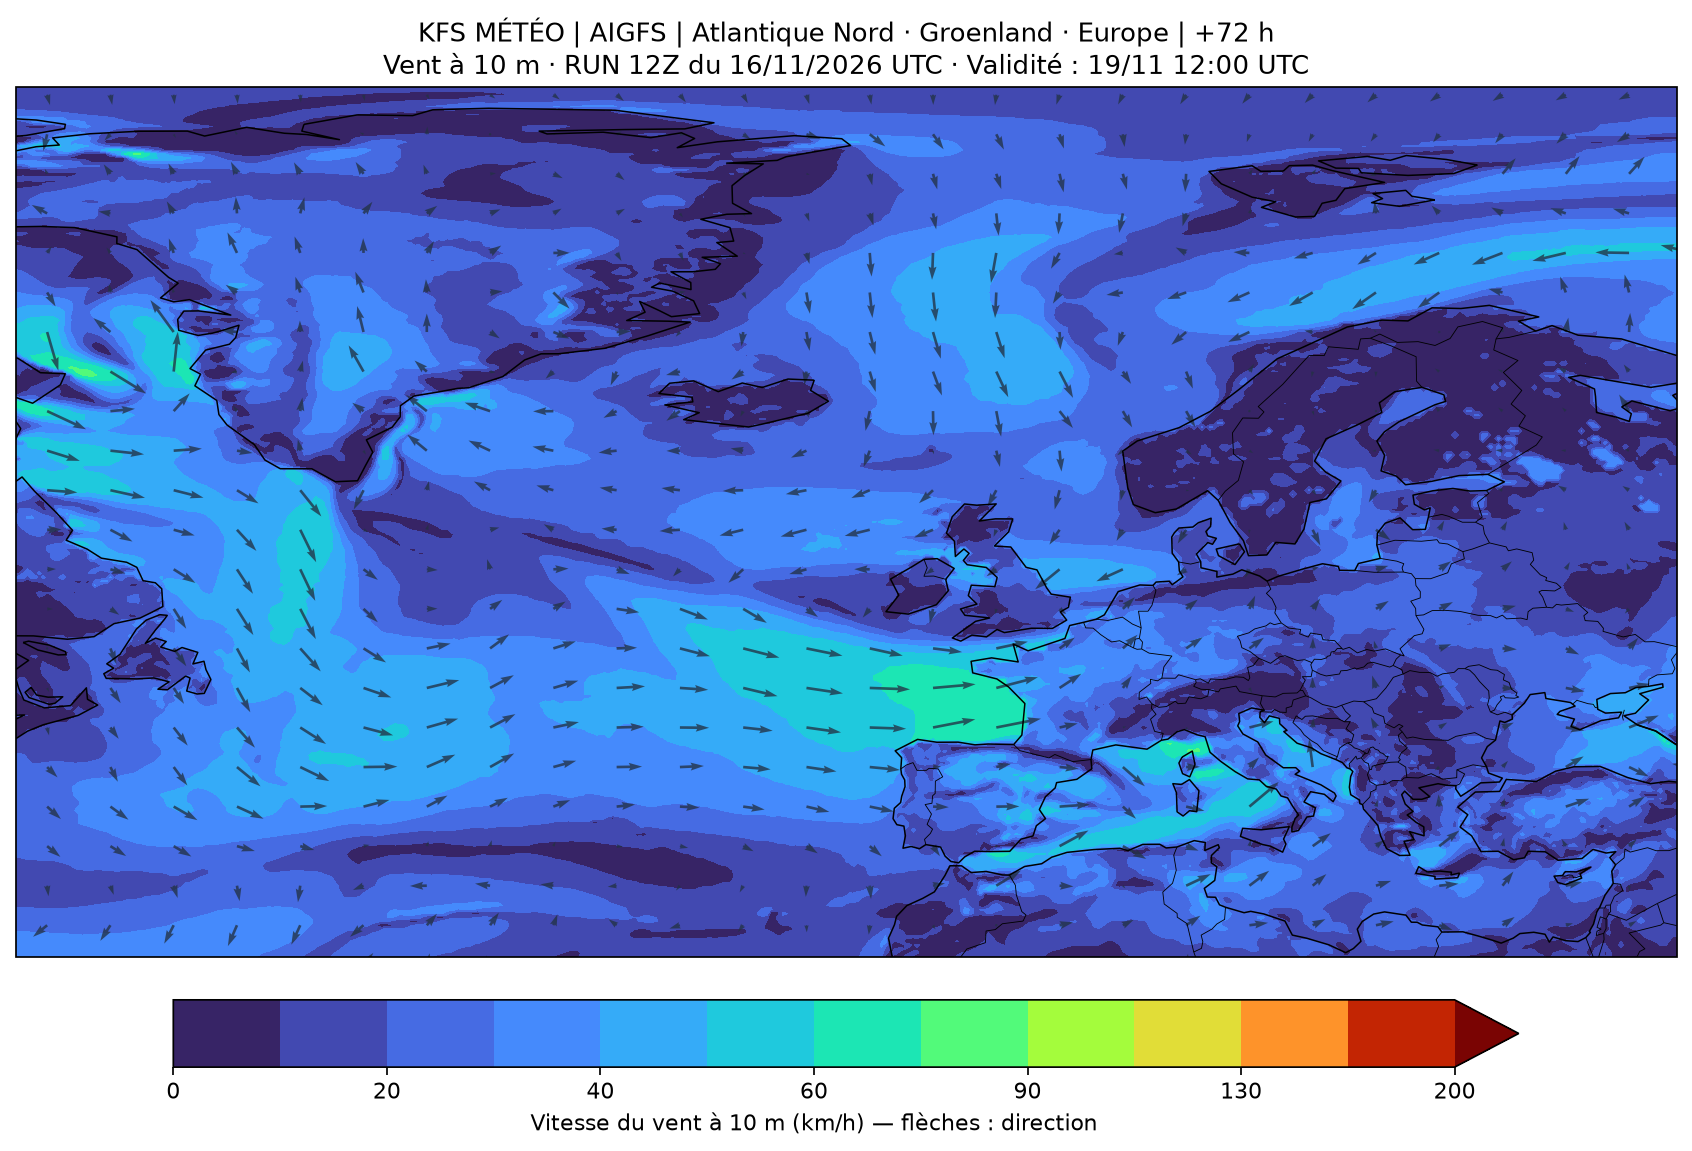 KFS MÉTÉO | AIGFS | Atlantique Nord · Groenland · Europe | +72 h
Vent à 10 m · RUN 12Z du 16/11/2026 UTC · Validité : 19/11 12:00 UTC
0 20 40 60 90 130 200
Vitesse du vent à 10 m (km/h) — flèches : direction